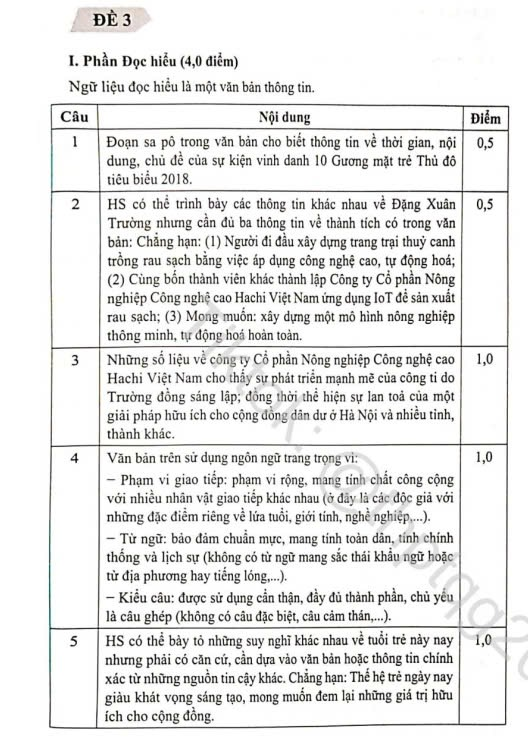 ĐỀ 3
I. Phần Đọc hiểu (4,0 điểm)
Ngữ liệu đọc hiểu là một văn bản thông tin.
Câu Nội dung Điểm
1 Đoạn sa pô trong văn bản cho biết thông tin về thời gian, nội 0,5
dung, chủ đề của sự kiện vinh danh 10 Gương mặt trẻ Thủ đô
tiêu biểu 2018.
2 HS có thể trình bày các thông tin khác nhau về Đặng Xuân 0,5
Trường nhưng cần đủ ba thông tin về thành tích có trong văn
bản: Chẳng hạn: (1) Người đi đầu xây dựng trang trại thuỷ canh
trồng rau sạch bằng việc áp dụng công nghệ cao, tự động hoá;
(2) Cùng bốn thành viên khác thành lập Công ty Cổ phần Nông
nghiệp Công nghệ cao Hachi Việt Nam ứng dụng IoT để sản xuất
rau sạch; (3) Mong muốn: xây dựng một mô hình nông nghiệp
thông minh, tự động hoá hoàn toàn.
3 Những số liệu về công ty Cổ phần Nông nghiệp Công nghệ cao 1,0
Hachi Việt Nam cho thấy sự phát triển mạnh mẽ của công ti do
Trường đồng sáng lập; đồng thời thể hiện sự lan toả của một
giải pháp hữu ích cho cộng đồng dân dư ở Hà Nội và nhiều tỉnh,
thành khác.
4 Văn bản trên sử dụng ngôn ngữ trang trọng vì: 1,0
– Phạm vi giao tiếp: phạm vi rộng, mang tính chất công cộng
với nhiều nhân vật giao tiếp khác nhau (ở đây là các độc giả với
những đặc điểm riêng về lứa tuổi, giới tính, nghề nghiệp,...).
– Từ ngữ: bảo đảm chuẩn mực, mang tính toàn dân, tính chính
thống và lịch sự (không có từ ngữ mang sắc thái khẩu ngữ hoặc
từ địa phương hay tiếng lóng,...).
– Kiểu câu: được sử dụng cẩn thận, đầy đủ thành phần, chủ yếu
là câu ghép (không có câu đặc biệt, câu cảm thán,...).
5 HS có thể bày tỏ những suy nghĩ khác nhau về tuổi trẻ này nay 1,0
nhưng phải có căn cứ, cần dựa vào văn bản hoặc thông tin chính
xác từ những nguồn tin cậy khác. Chẳng hạn: Thế hệ trẻ ngày nay
giàu khát vọng sáng tạo, mong muốn đem lại những giá trị hữu
ích cho cộng đồng.